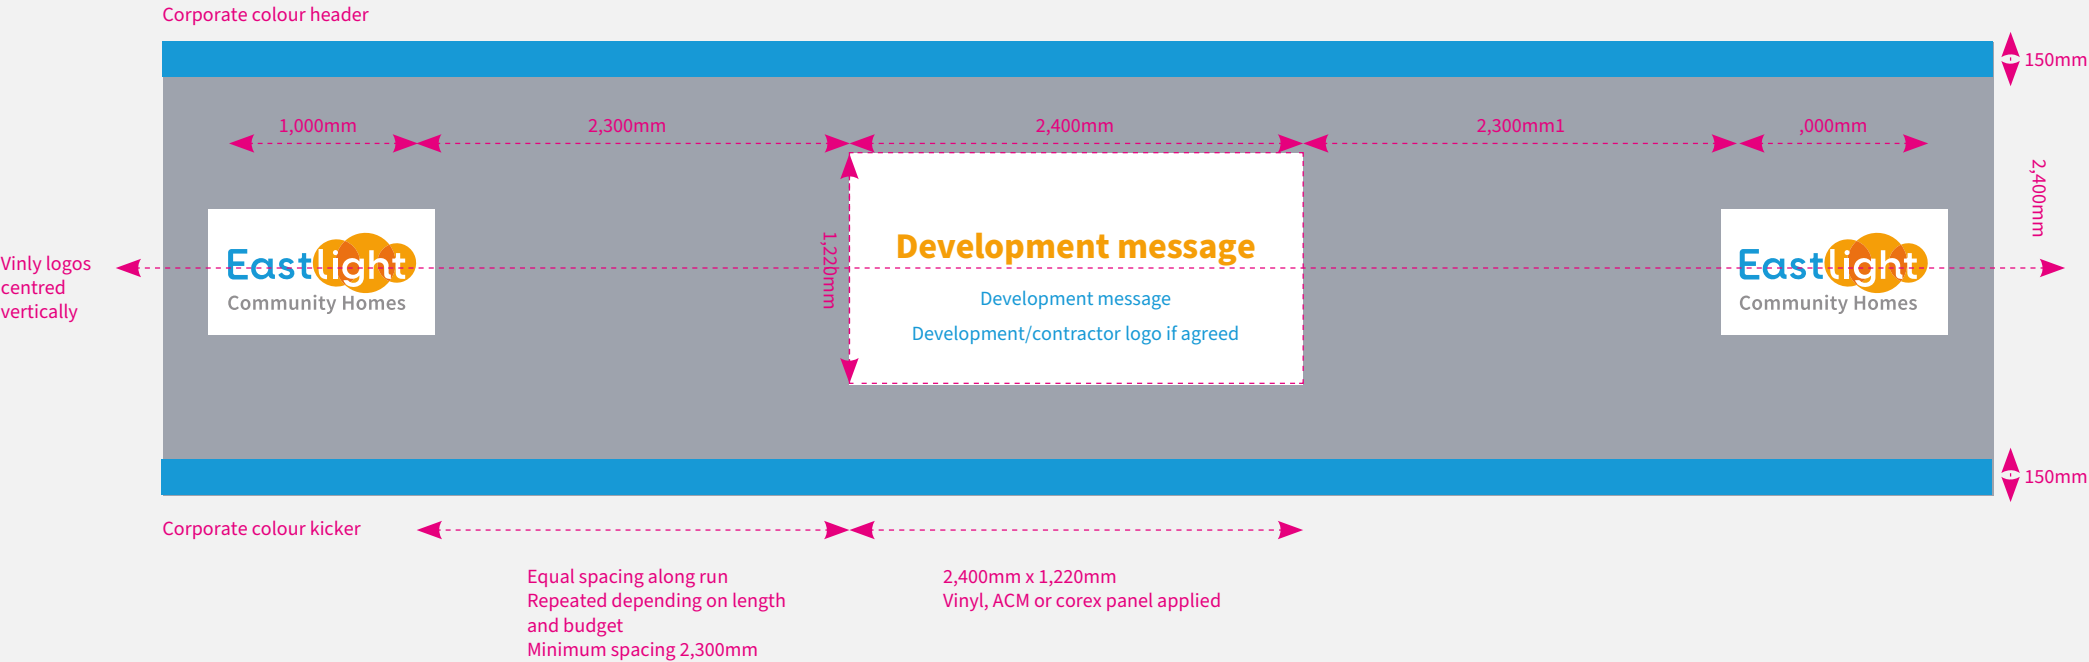 Corporate colour header
150mm
1,000mm
2,300mm
2,400mm
2,300mm1
,000mm
2,400mm
1,220mm
Vinly logos
centred
vertically
Eastlight
Community Homes
Development message
Development message
Development/contractor logo if agreed
Eastlight
Community Homes
150mm
Corporate colour kicker
Equal spacing along run
Repeated depending on length
and budget
Minimum spacing 2,300mm
2,400mm x 1,220mm
Vinyl, ACM or corex panel applied